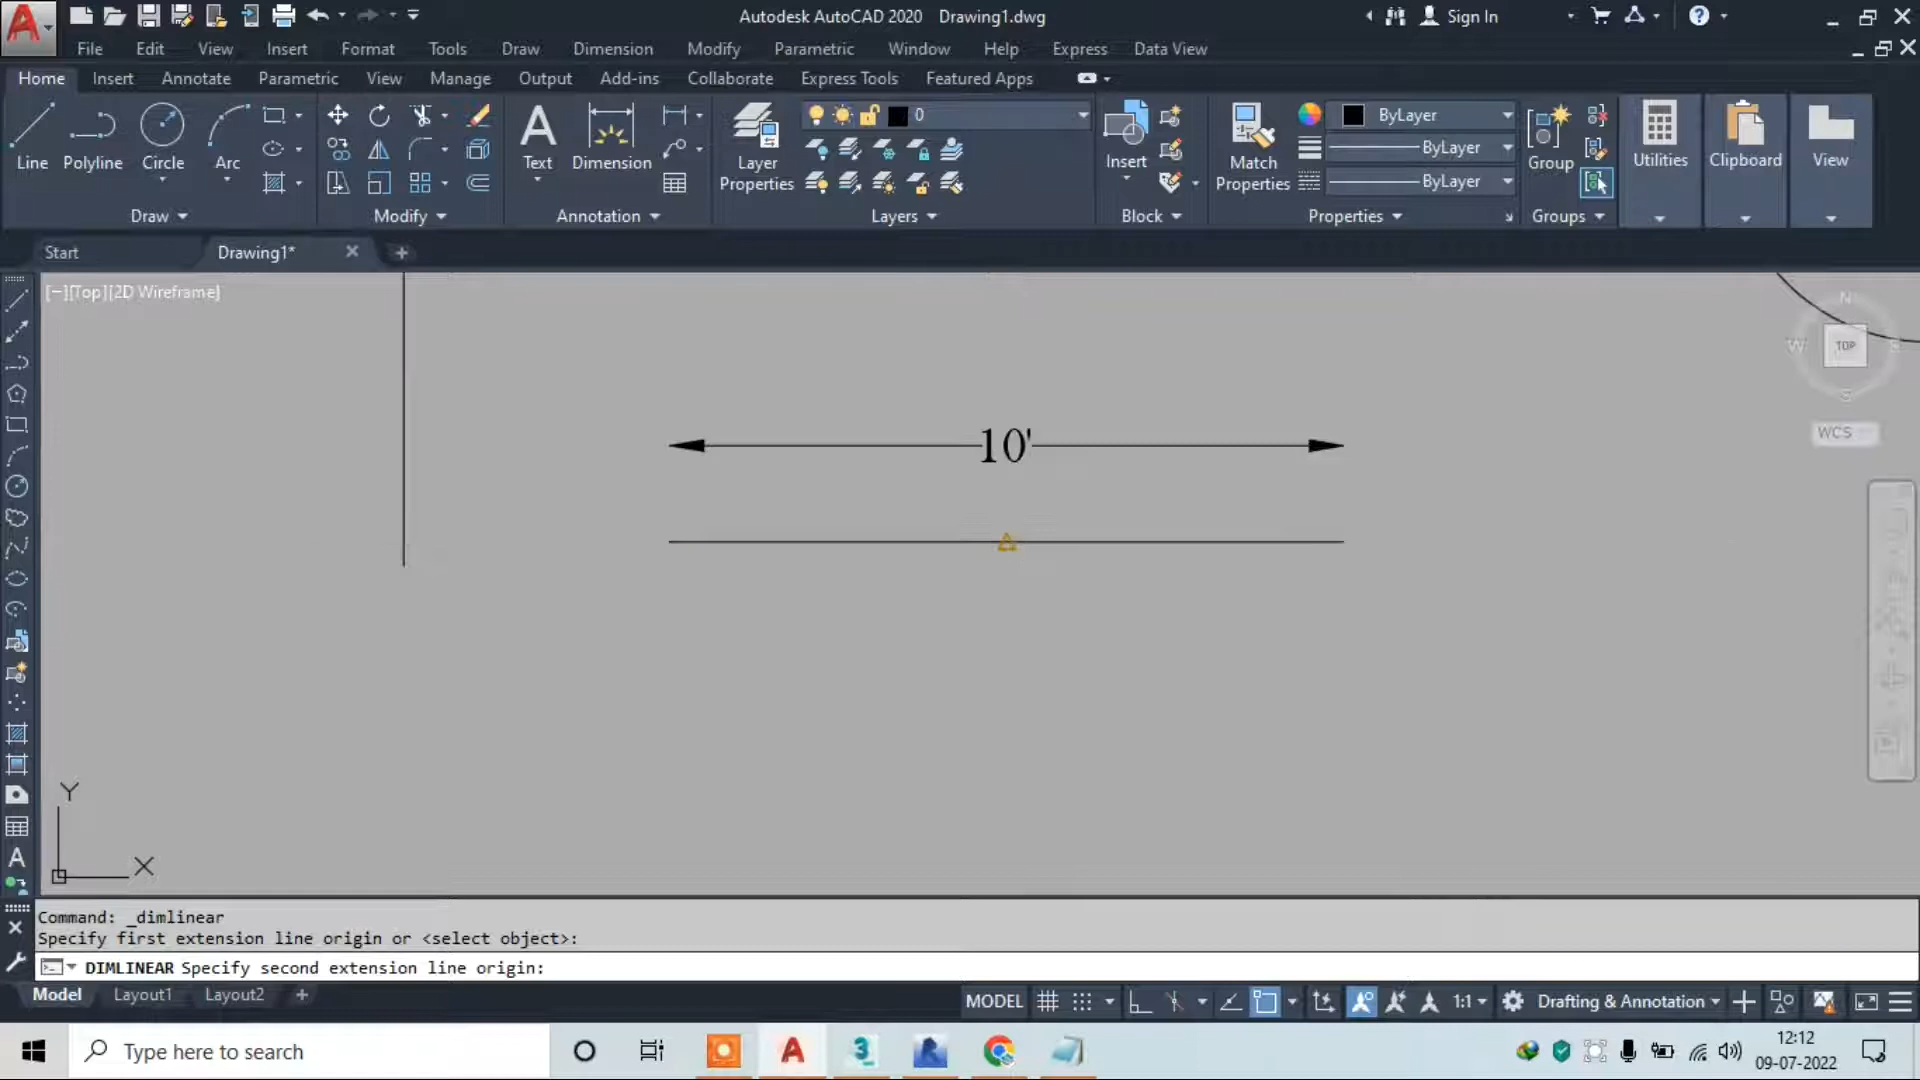 Autodesk AutoCAD 2020 Drawing1.dwg
Sign In
File Edit View Insert Format Tools Draw Dimension Modify Parametric Window Help Express Data View
Home Insert Annotate Parametric View Manage Output Add-ins Collaborate Express Tools Featured Apps
0
ByLayer
ByLayer
ByLayer
Line Polyline Circle Arc
Text Dimension
Layer Properties
Insert
Match Properties
Group
Utilities Clipboard View
Draw Modify Annotation Layers Block Properties Groups
Start Drawing1*
[−][Top][2D Wireframe]
N
W TOP
S
WCS
10'
Y
X
Command: _dimlinear
Specify first extension line origin or <select object>:
DIMLINEAR Specify second extension line origin:
Model Layout1 Layout2
MODEL 1:1 Drafting & Annotation
Type here to search
12:12
09-07-2022